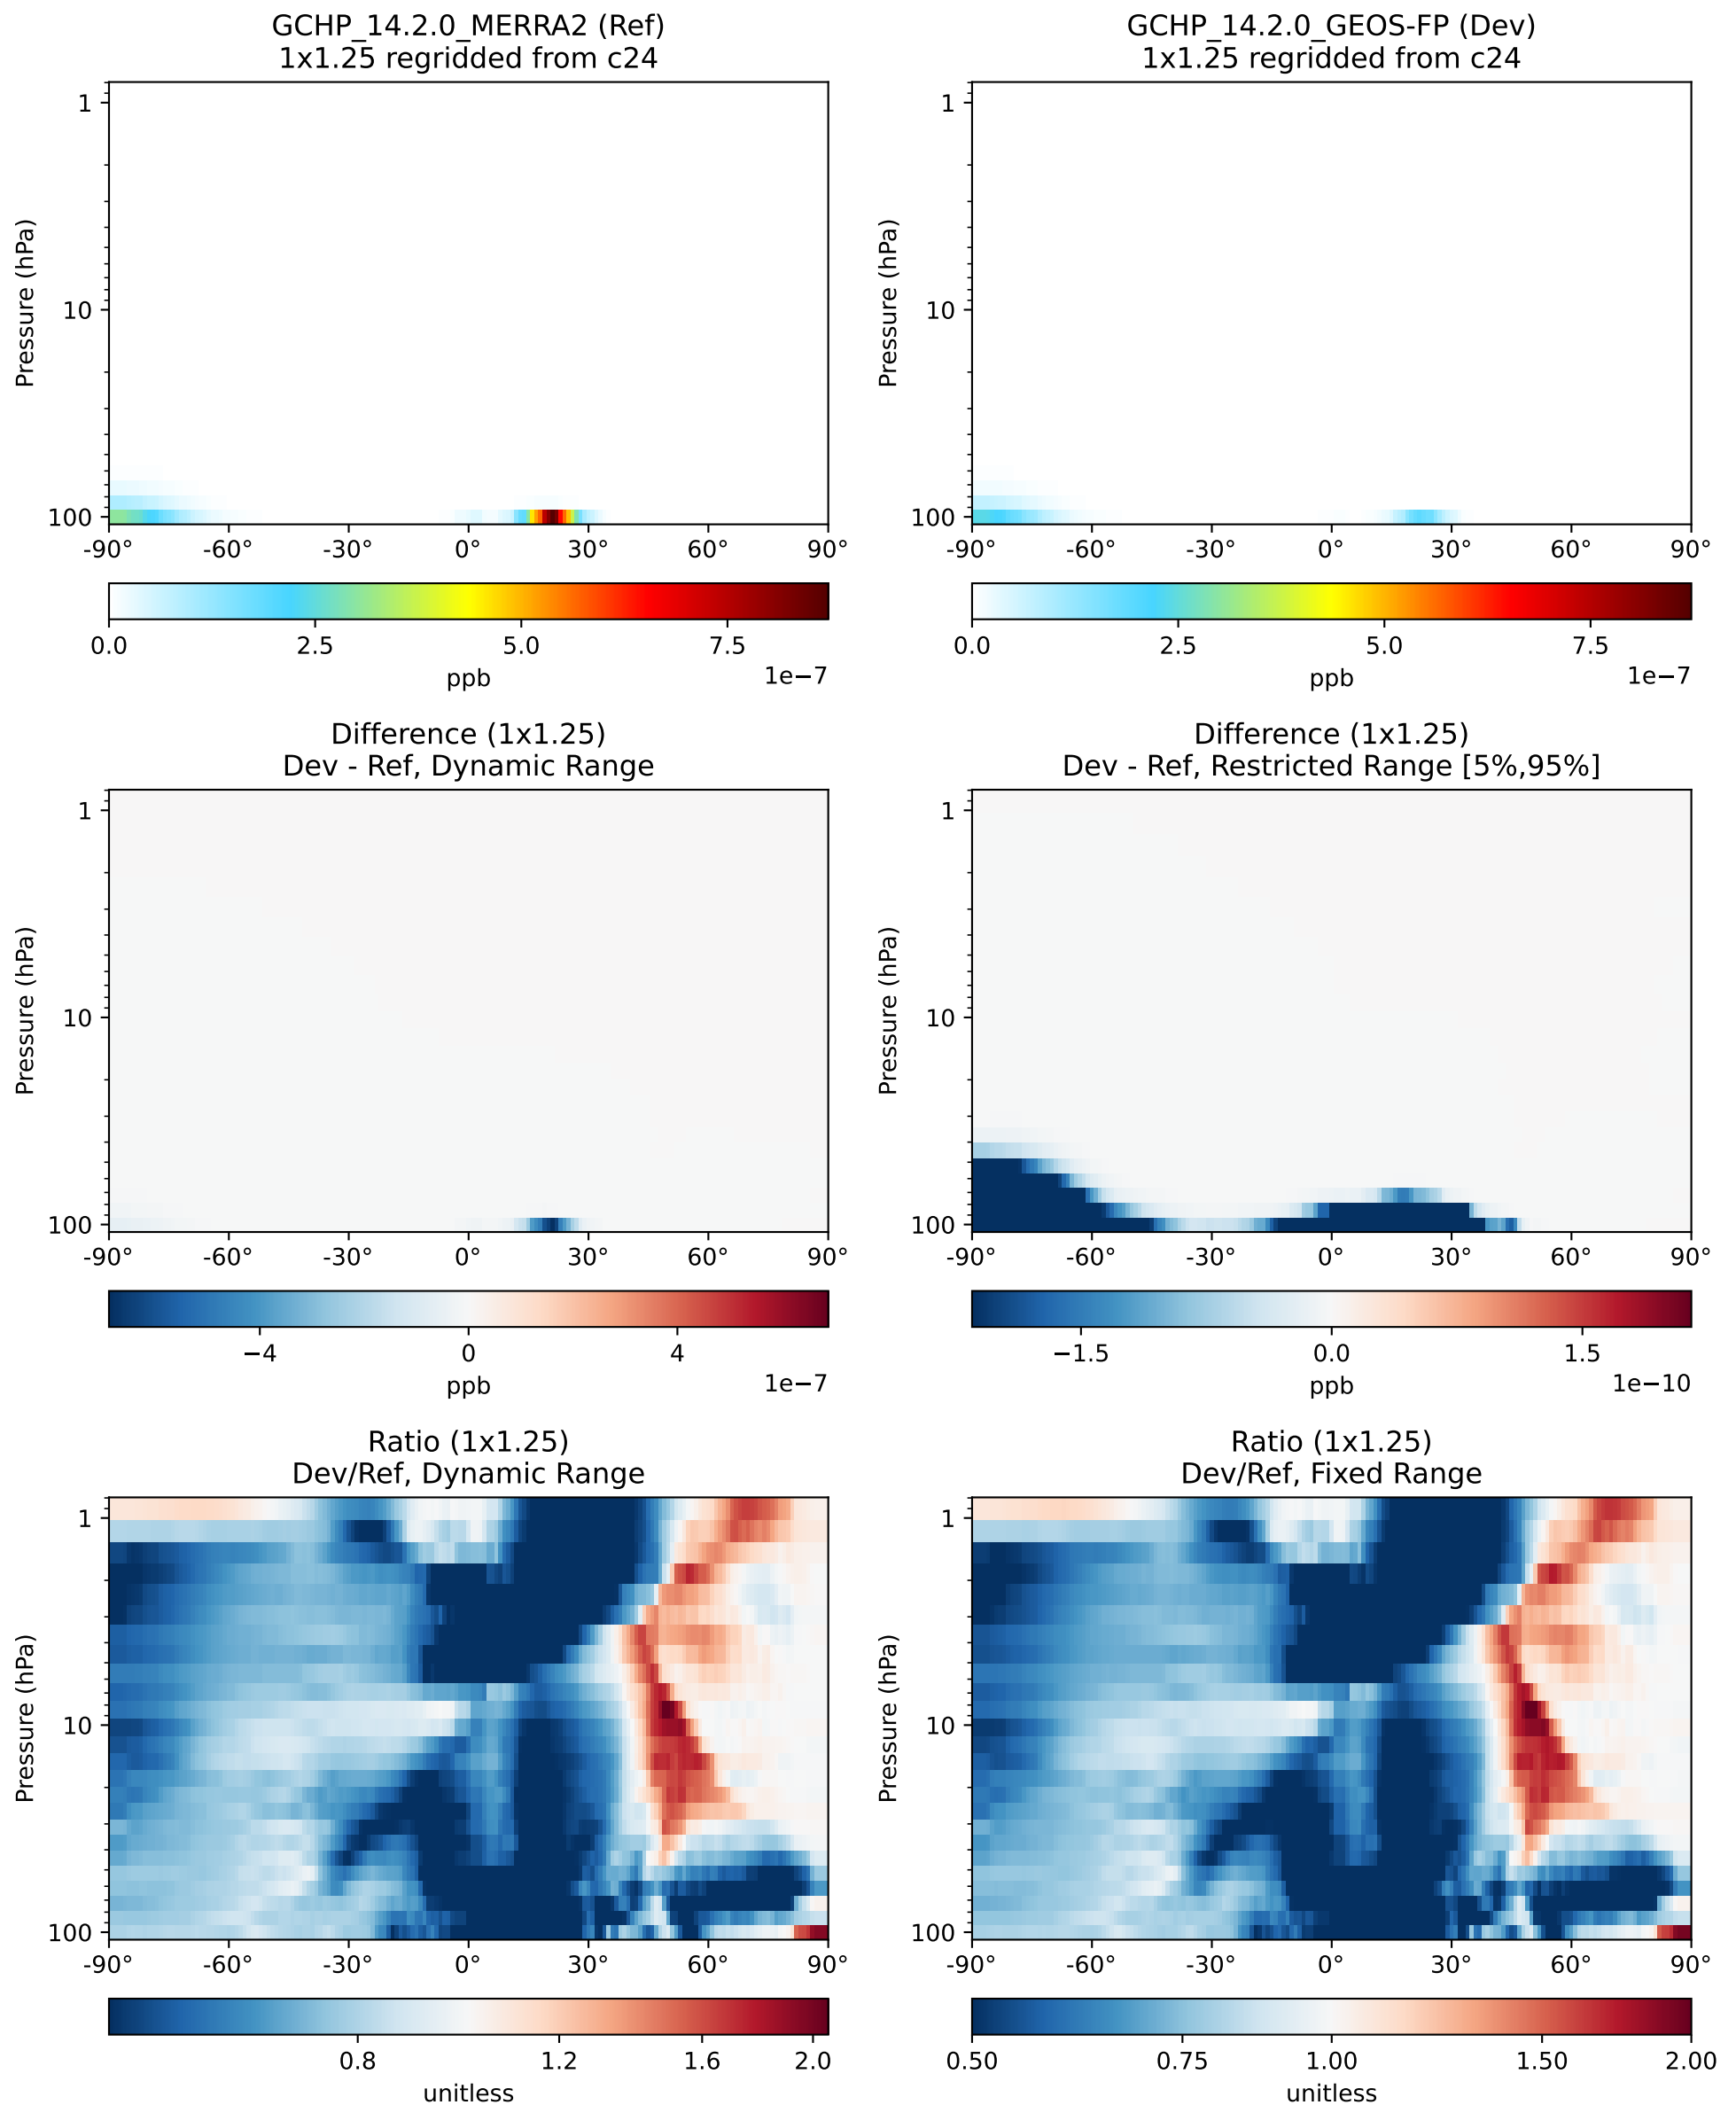 GCHP_14.2.0_MERRA2 (Ref)
1x1.25 regridded from c24
Pressure (hPa)
1
10
100
-90° -60° -30° 0° 30° 60° 90°
0.0 2.5 5.0 7.5
ppb
1e−7
GCHP_14.2.0_GEOS-FP (Dev)
1x1.25 regridded from c24
Pressure (hPa)
1
10
100
-90° -60° -30° 0° 30° 60° 90°
0.0 2.5 5.0 7.5
ppb
1e−7
Difference (1x1.25)
Dev - Ref, Dynamic Range
Pressure (hPa)
1
10
100
-90° -60° -30° 0° 30° 60° 90°
−4 0 4
ppb
1e−7
Difference (1x1.25)
Dev - Ref, Restricted Range [5%,95%]
Pressure (hPa)
1
10
100
-90° -60° -30° 0° 30° 60° 90°
−1.5 0.0 1.5
ppb
1e−10
Ratio (1x1.25)
Dev/Ref, Dynamic Range
Pressure (hPa)
1
10
100
-90° -60° -30° 0° 30° 60° 90°
0.8 1.2 1.6 2.0
unitless
Ratio (1x1.25)
Dev/Ref, Fixed Range
Pressure (hPa)
1
10
100
-90° -60° -30° 0° 30° 60° 90°
0.50 0.75 1.00 1.50 2.00
unitless